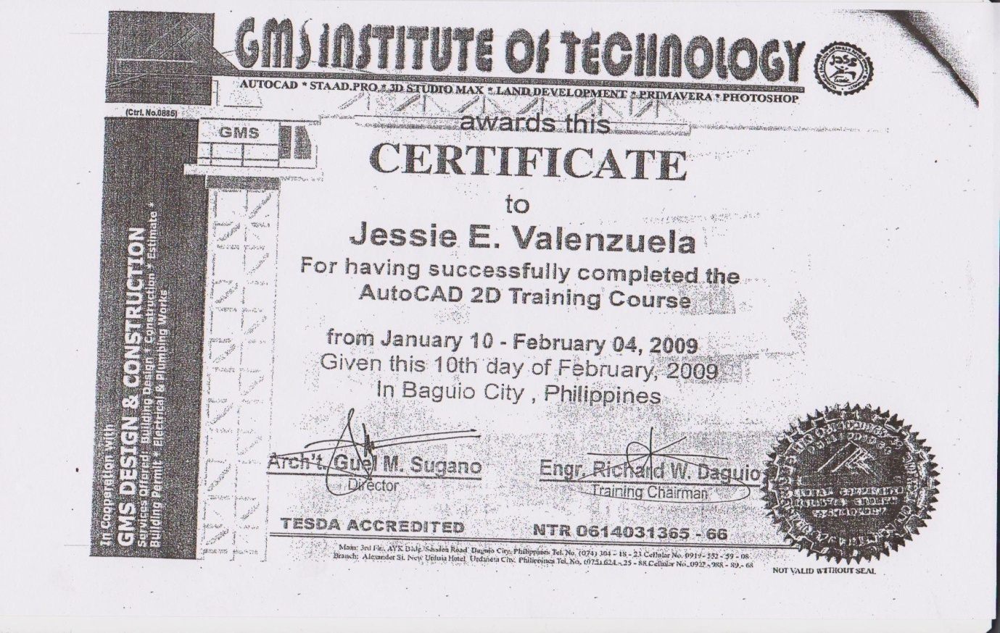 GMS INSTITUTE OF TECHNOLOGY
AUTOCAD * STAAD.PRO * 3D STUDIO MAX * LAND DEVELOPMENT * PRIMAVERA * PHOTOSHOP
(Ctrl. No.0885)
GMS
awards this
CERTIFICATE
to
Jessie E. Valenzuela
For having successfully completed the
AutoCAD 2D Training Course
from January 10 - February 04, 2009
Given this 10th day of February, 2009
In Baguio City , Philippines
Arch't. Guel M. Sugano
Director
Engr. Richard W. Daguio
Training Chairman
TESDA ACCREDITED
NTR 0614031365 - 66
Main: 3rd Flr., AYK Bldg. Session Road Baguio City, Philippines Tel. No. (074) 304 - 18 - 23 Cellular No. 0919 - 552 - 59 - 08
Branch: Alexander St. New Hotel, Urdaneta City, Philippines Tel. No. (075) 624 - 25 - 88 Cellular No. 0927 - 988 - 89 - 68
NOT VALID WITHOUT SEAL
In Cooperation with
GMS DESIGN & CONSTRUCTION
Services Offered: Building Design * Construction * Estimate *
Building Permit * Electrical & Plumbing Works